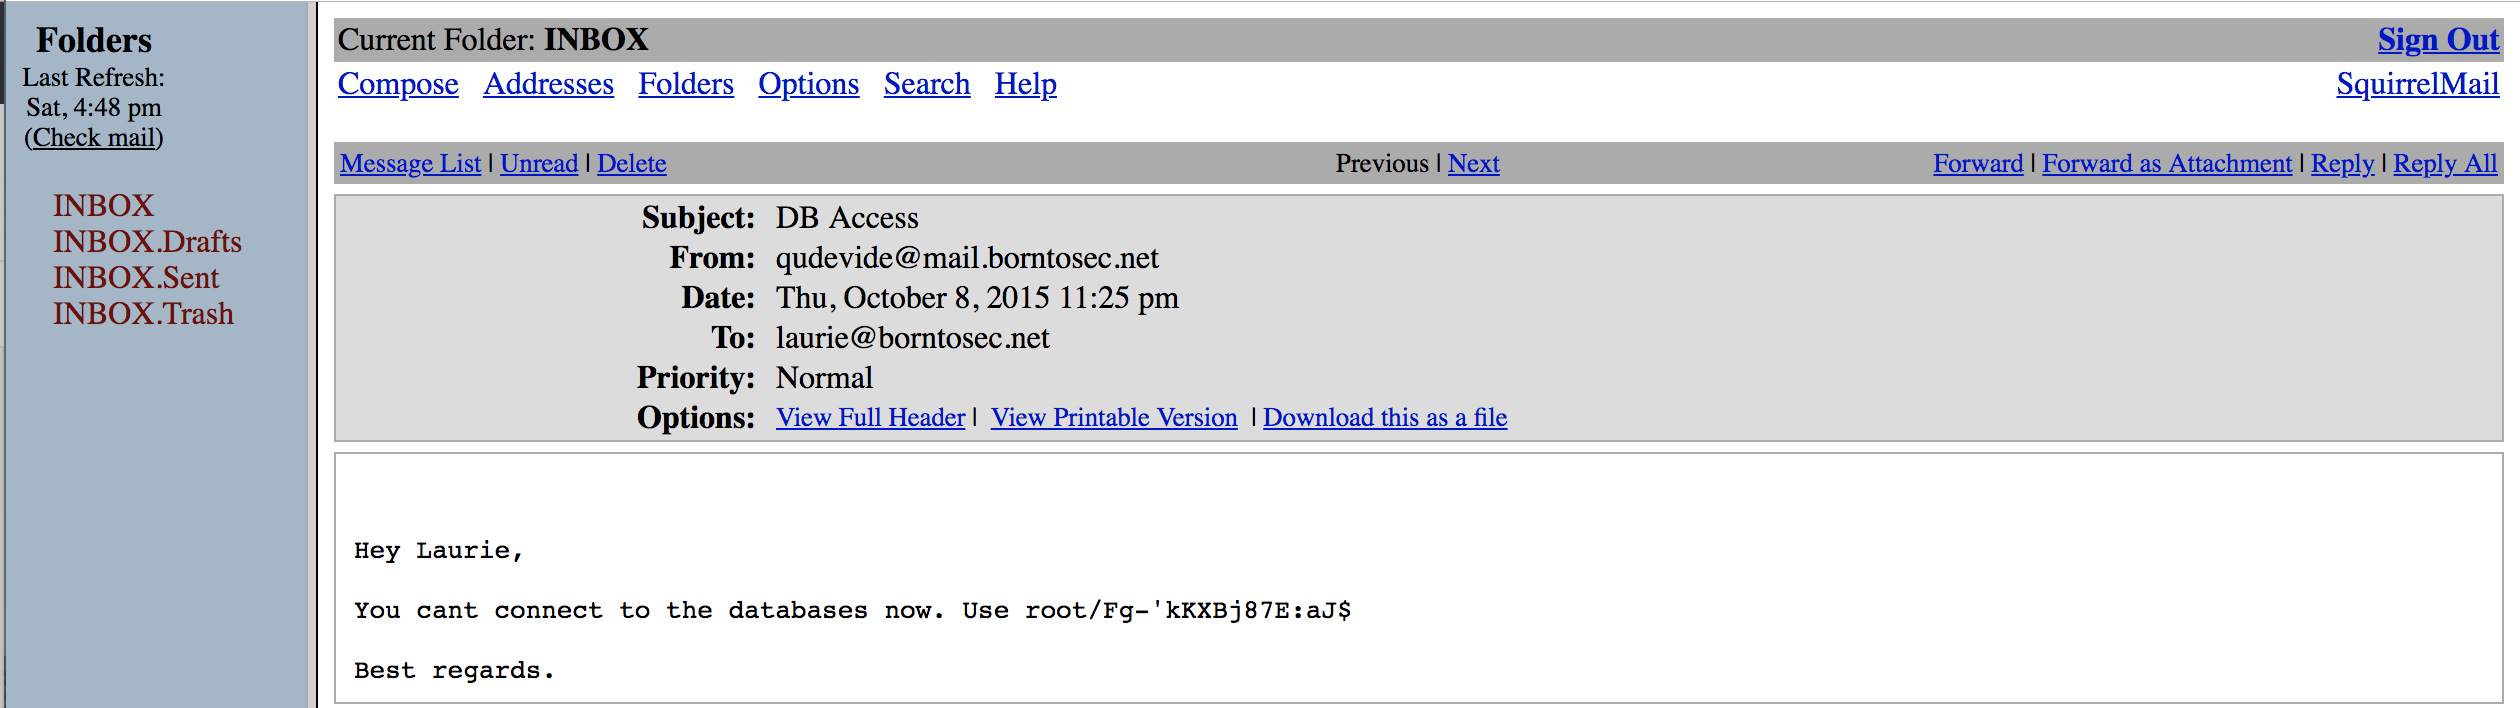 Folders
Last Refresh:
Sat, 4:48 pm
(Check mail)
INBOX
INBOX.Drafts
INBOX.Sent
INBOX.Trash
Current Folder: INBOX Sign Out
Compose Addresses Folders Options Search Help SquirrelMail
Message List | Unread | Delete Previous | Next Forward | Forward as Attachment | Reply | Reply All
Subject: DB Access
From: qudevide@mail.borntosec.net
Date: Thu, October 8, 2015 11:25 pm
To: laurie@borntosec.net
Priority: Normal
Options: View Full Header | View Printable Version | Download this as a file
Hey Laurie,
You cant connect to the databases now. Use root/Fg-'kKXBj87E:aJ$
Best regards.